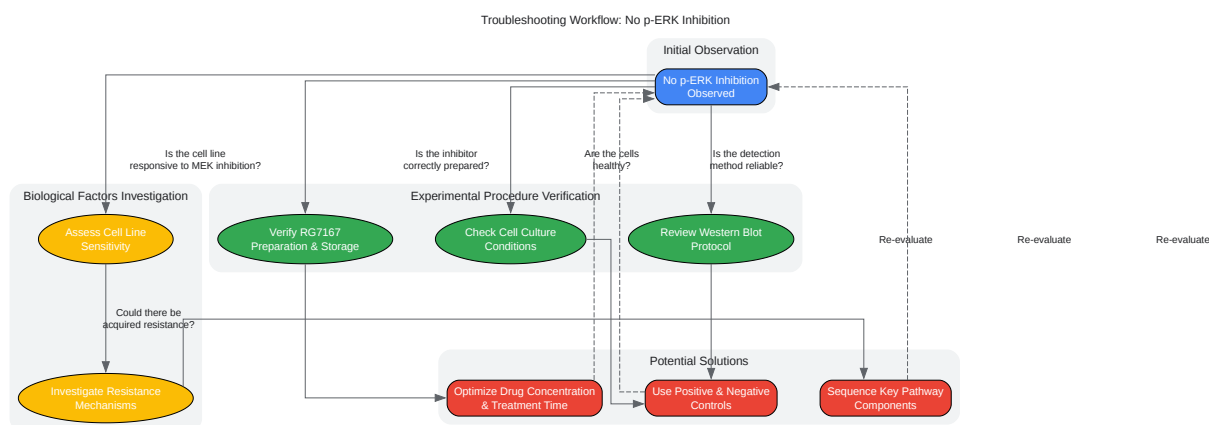 Troubleshooting Workflow: No p-ERK Inhibition
Initial Observation
No p-ERK Inhibition
Observed
Is the cell line
responsive to MEK inhibition?
Is the inhibitor
correctly prepared?
Are the cells
healthy?
Is the detection
method reliable?
Biological Factors Investigation
Experimental Procedure Verification
Assess Cell Line
Sensitivity
Verify RG7167
Preparation & Storage
Check Cell Culture
Conditions
Review Western Blot
Protocol
Re-evaluate
Re-evaluate
Re-evaluate
Could there be
acquired resistance?
Potential Solutions
Investigate Resistance
Mechanisms
Optimize Drug Concentration
& Treatment Time
Use Positive & Negative
Controls
Sequence Key Pathway
Components